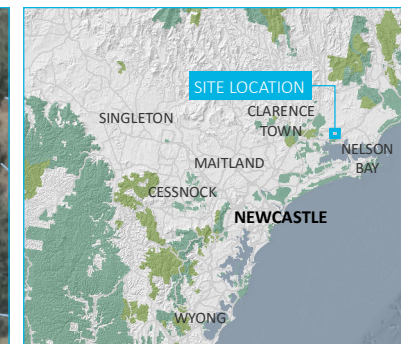 SITE LOCATION
CLARENCE
TOWN
SINGLETON
NELSON
BAY
MAITLAND
CESSNOCK
NEWCASTLE
WYONG